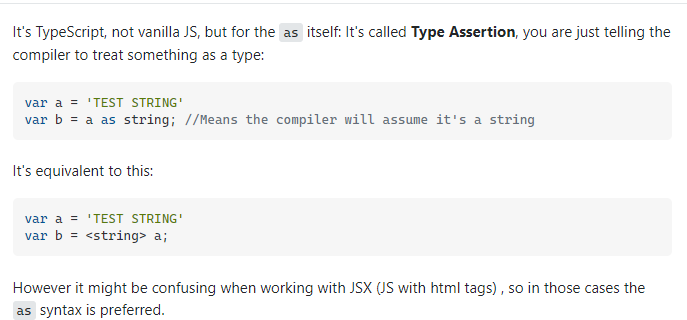 It's TypeScript, not vanilla JS, but for the as itself: It's called Type Assertion, you are just telling the
compiler to treat something as a type:
var a = 'TEST STRING'
var b = a as string; //Means the compiler will assume it's a string
It's equivalent to this:
var a = 'TEST STRING'
var b = <string> a;
However it might be confusing when working with JSX (JS with html tags) , so in those cases the
as syntax is preferred.